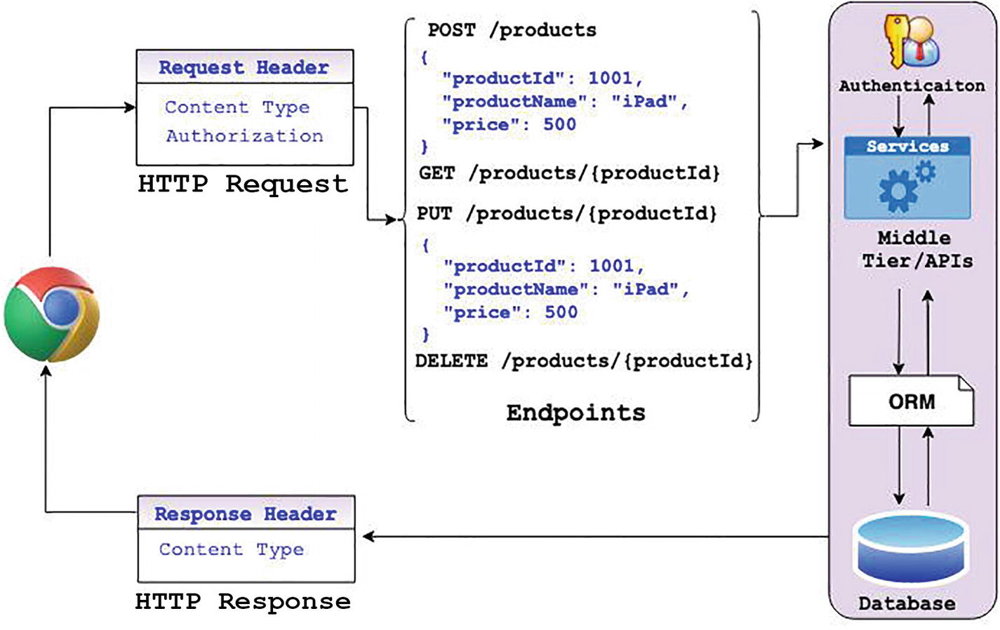 Request Header
Content Type
Authorization
HTTP Request
POST /products
{
"productId": 1001,
"productName": "iPad",
"price": 500
}
GET /products/{productId}
PUT /products/{productId}
{
"productId": 1001,
"productName": "iPad",
"price": 500
}
DELETE /products/{productId}
Endpoints
Authenticaiton
Services
Middle
Tier/APIs
ORM
Database
Response Header
Content Type
HTTP Response